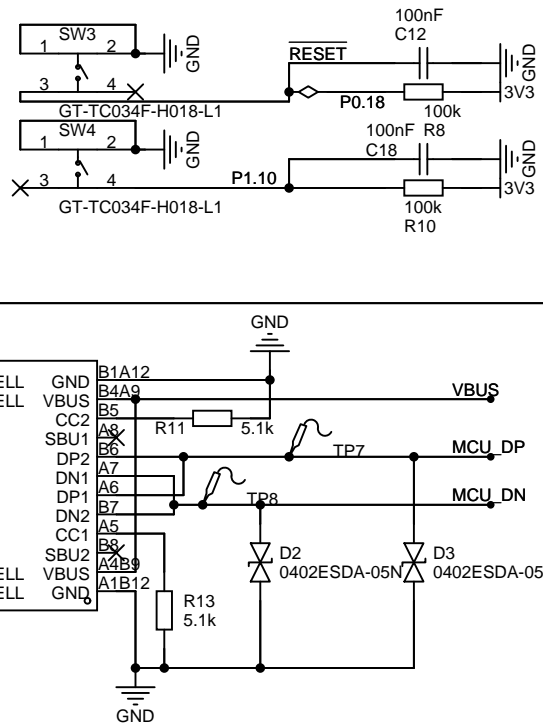 SW3
1 2
GND
3 4
GT-TC034F-H018-L1
RESET
P0.18
100nF
C12
GND
3V3
100k
R8
SW4
1 2
GND
3 4
GT-TC034F-H018-L1
P1.10
100nF
C18
GND
3V3
100k
R10
GND
ELL GND B1A12
ELL VBUS B4A9 VBUS
CC2 B5 R11 5.1k
SBU1 A8
DP2 B6 TP7 MCU_DP
DN1 A7
DP1 A6 TP8 MCU_DN
DN2 B7
CC1 A5
SBU2 B8
ELL VBUS A4B9
ELL GND A1B12
D2
0402ESDA-05N
D3
0402ESDA-05
R13
5.1k
GND